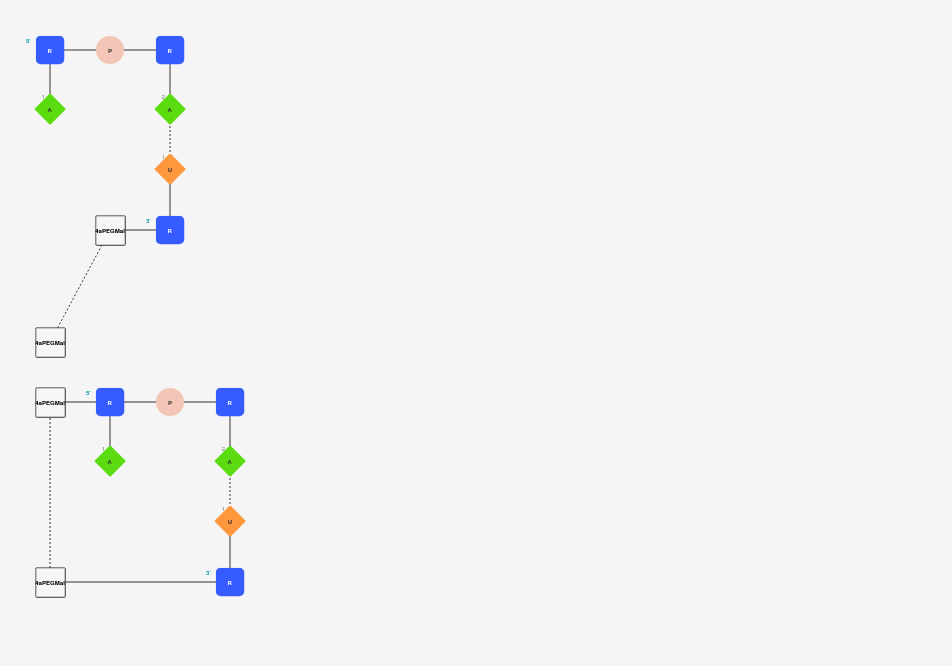 5'
R P R
1 2
A A
1
U
3'
4aPEGMal R
4aPEGMal
5'
4aPEGMal R P R
1 2
A A
1
U
3'
4aPEGMal R